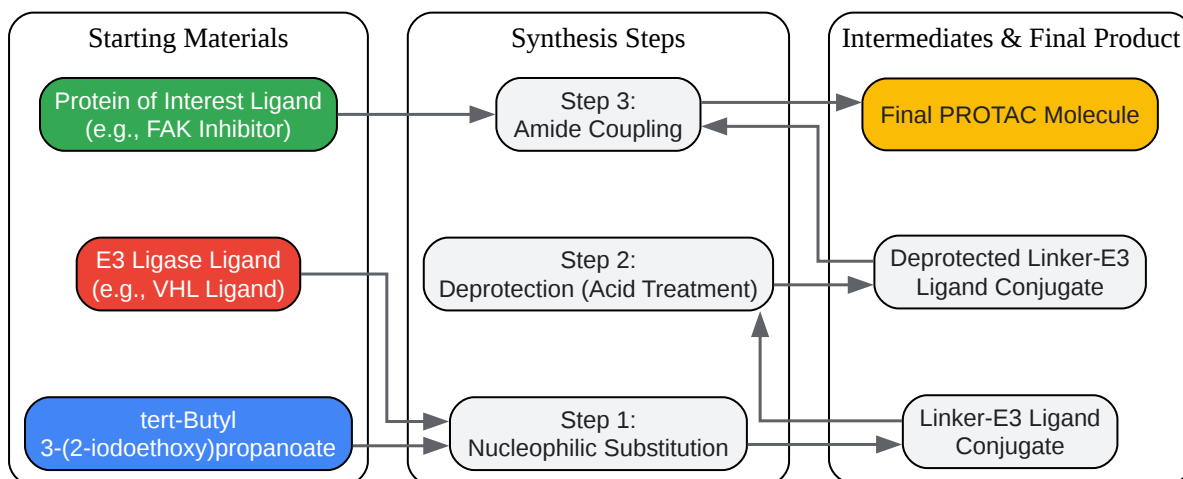 Starting Materials
Protein of Interest Ligand
(e.g., FAK Inhibitor)
E3 Ligase Ligand
(e.g., VHL Ligand)
tert-Butyl
3-(2-iodoethoxy)propanoate
Synthesis Steps
Step 3:
Amide Coupling
Step 2:
Deprotection (Acid Treatment)
Step 1:
Nucleophilic Substitution
Intermediates & Final Product
Final PROTAC Molecule
Deprotected Linker-E3
Ligand Conjugate
Linker-E3 Ligand
Conjugate